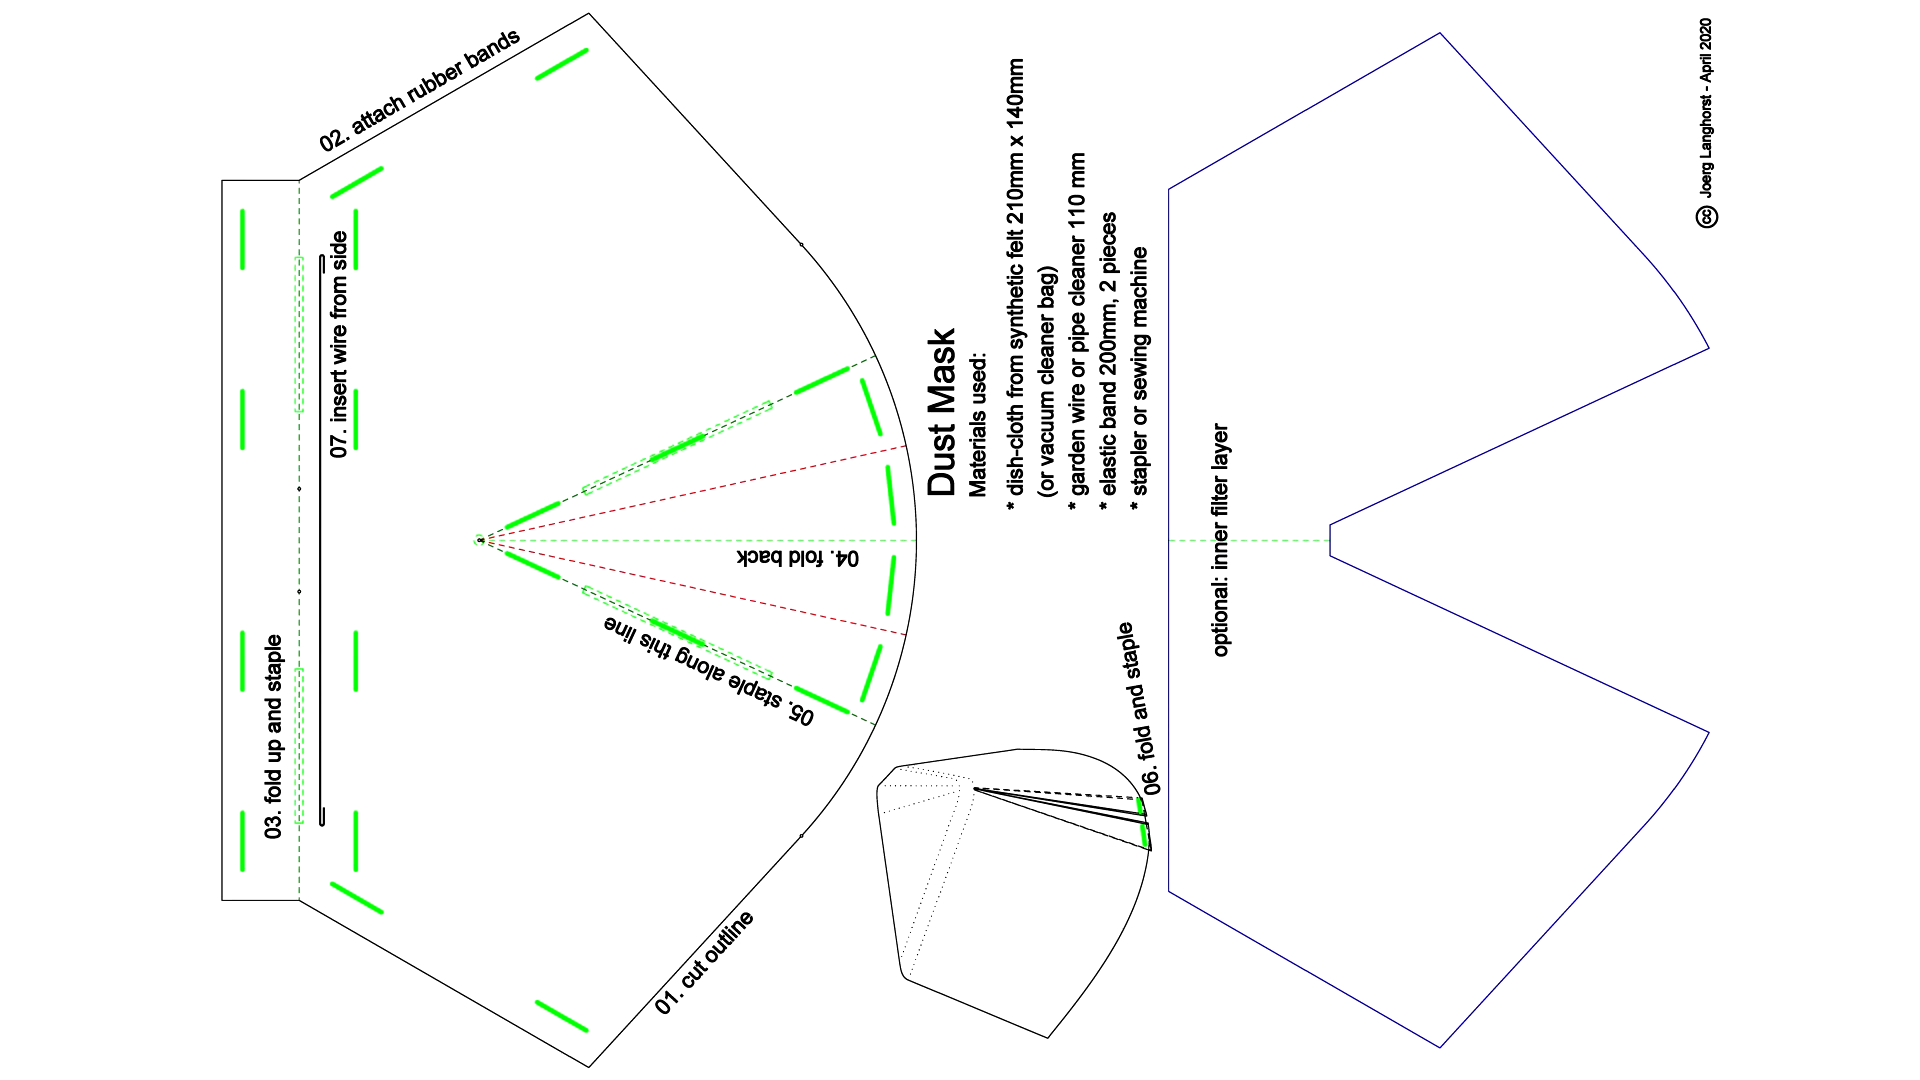 01. cut outline
02. attach rubber bands
03. fold up and staple
04. fold back
05. staple along this line
06. fold and staple
07. insert wire from side
Dust Mask
Materials used:
* dish-cloth from synthetic felt 210mm x 140mm
(or vacuum cleaner bag)
* garden wire or pipe cleaner 110 mm
* elastic band 200mm, 2 pieces
* stapler or sewing machine
optional: inner filter layer
cc Joerg Langhorst - April 2020